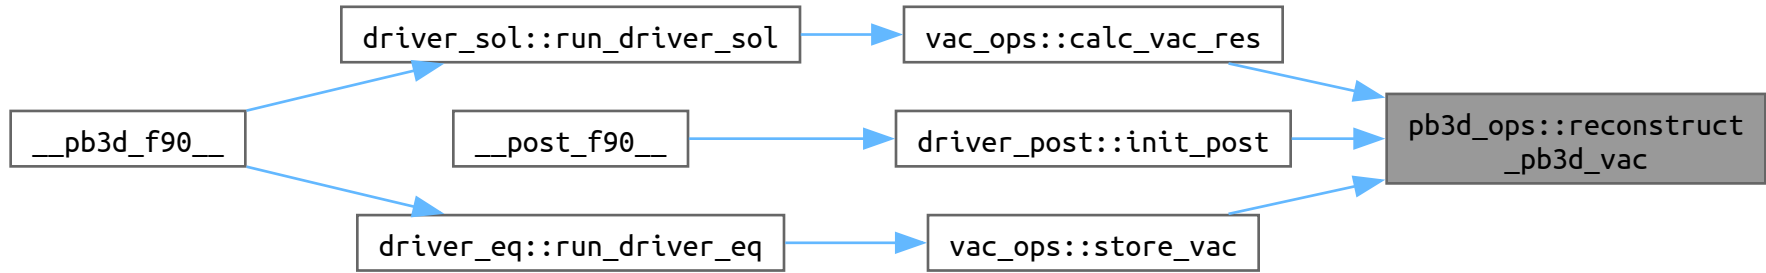 driver_sol::run_driver_sol
vac_ops::calc_vac_res
__pb3d_f90__
__post_f90__
driver_post::init_post
pb3d_ops::reconstruct
_pb3d_vac
driver_eq::run_driver_eq
vac_ops::store_vac